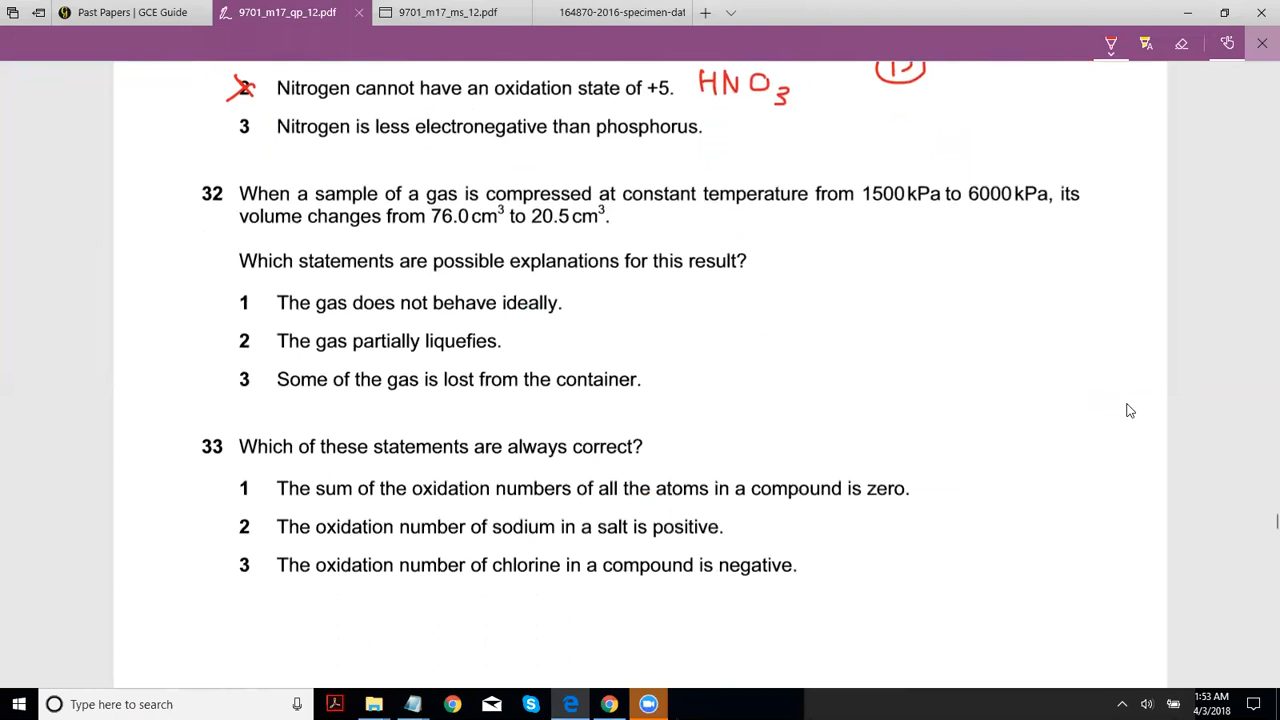 Past Papers | GCE Guide
9701_m17_qp_12.pdf
9701_m17_ms_12.pdf
164870-2016-specimen-dat
2 Nitrogen cannot have an oxidation state of +5. HNO3
3 Nitrogen is less electronegative than phosphorus.
32 When a sample of a gas is compressed at constant temperature from 1500 kPa to 6000 kPa, its
volume changes from 76.0 cm³ to 20.5 cm³.
Which statements are possible explanations for this result?
1 The gas does not behave ideally.
2 The gas partially liquefies.
3 Some of the gas is lost from the container.
33 Which of these statements are always correct?
1 The sum of the oxidation numbers of all the atoms in a compound is zero.
2 The oxidation number of sodium in a salt is positive.
3 The oxidation number of chlorine in a compound is negative.
Type here to search
1:53 AM
4/3/2018